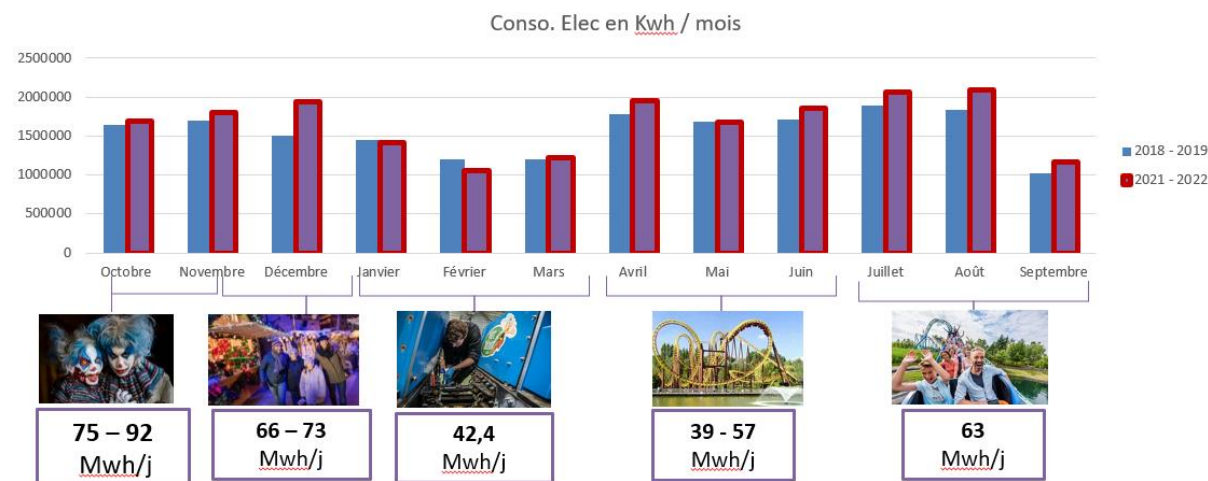 Conso. Elec en Kwh / mois
2500000
2000000
1500000
1000000
500000
0
Octobre Novembre Décembre Janvier Février Mars Avril Mai Juin Juillet Août Septembre
2018 - 2019
2021 - 2022
75 – 92
Mwh/j
66 – 73
Mwh/j
42,4
Mwh/j
39 - 57
Mwh/j
63
Mwh/j